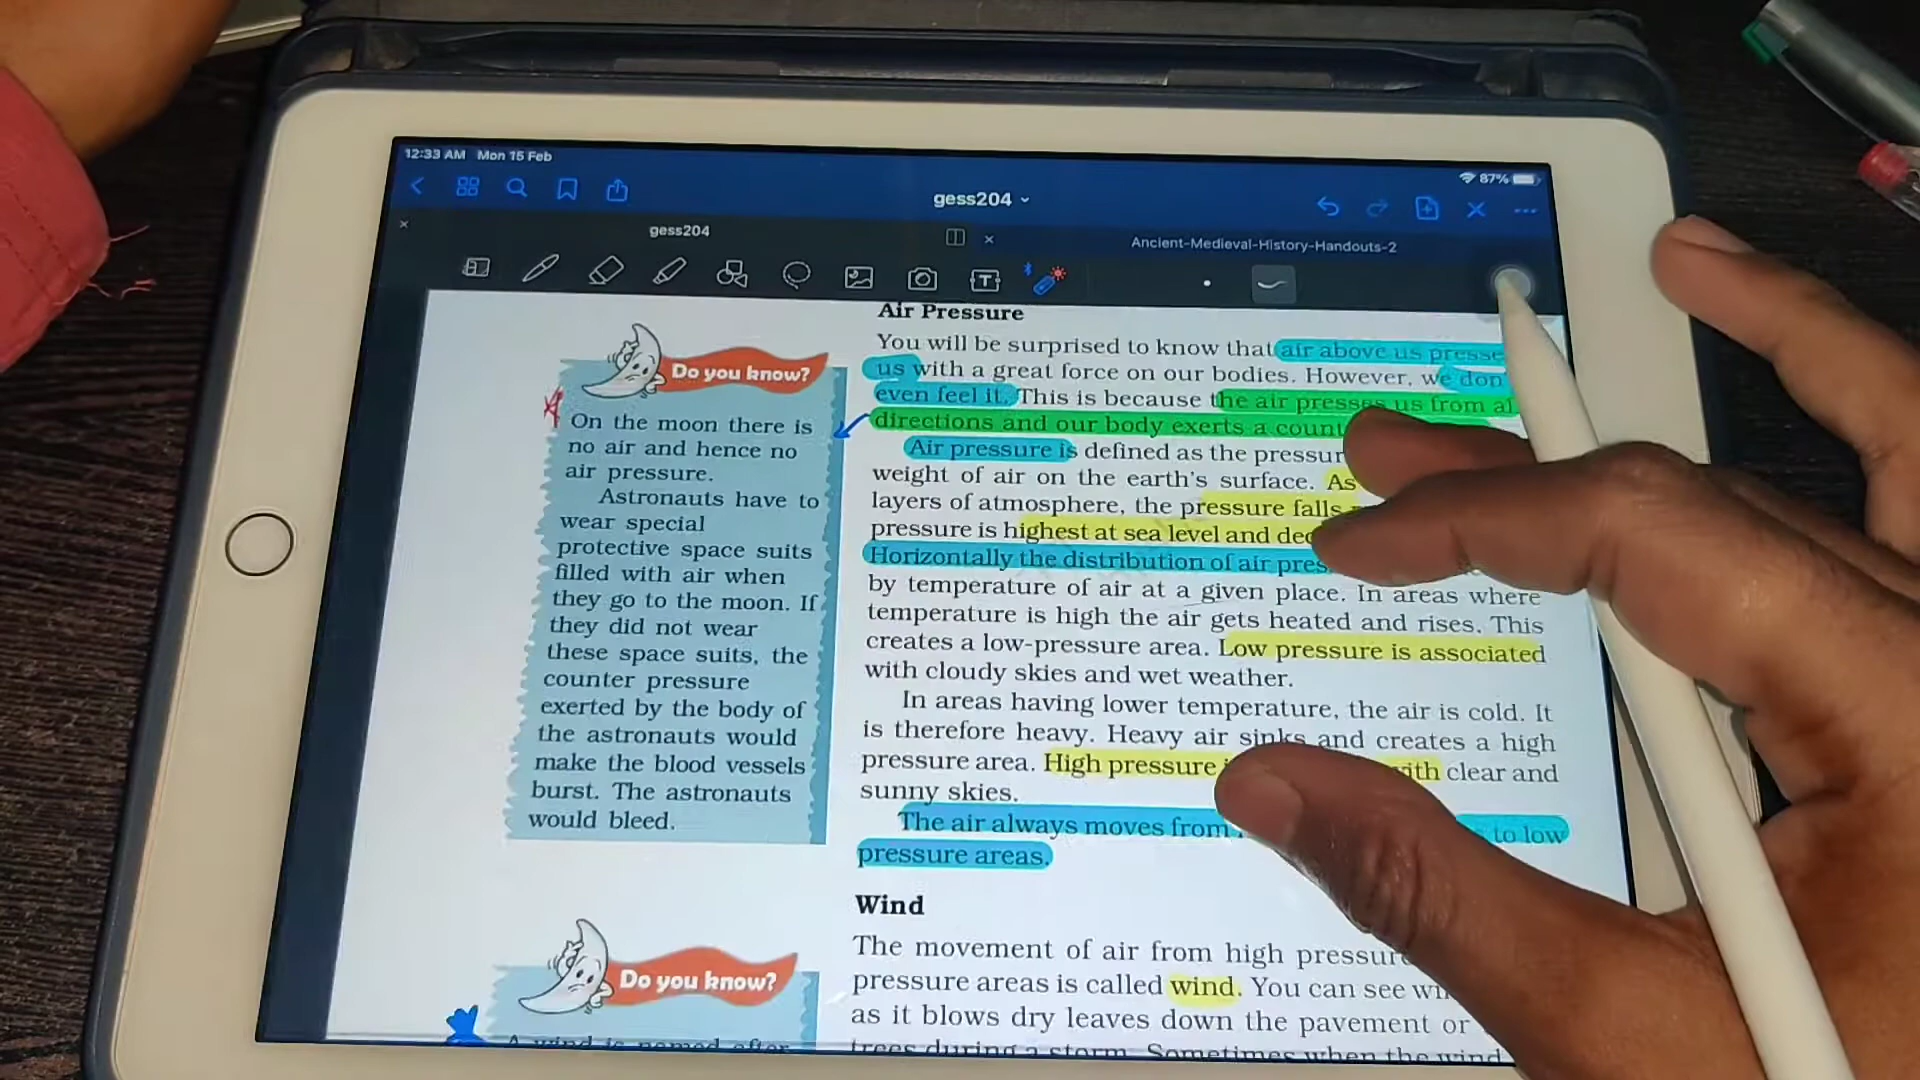 12:33 AM Mon 15 Feb
87%
gess204
gess204
Ancient-Medieval-History-Handouts-2
T
Do you know?
On the moon there is
no air and hence no
air pressure.
Astronauts have to
wear special
protective space suits
filled with air when
they go to the moon. If
they did not wear
these space suits, the
counter pressure
exerted by the body of
the astronauts would
make the blood vessels
burst. The astronauts
would bleed.
Do you know?
A wind is named after
Air Pressure
You will be surprised to know that air above us presse
us with a great force on our bodies. However, we don
even feel it. This is because the air presses us from al
directions and our body exerts a count
Air pressure is defined as the pressur
weight of air on the earth's surface. As
layers of atmosphere, the pressure falls
pressure is highest at sea level and dec
Horizontally the distribution of air pres
by temperature of air at a given place. In areas where
temperature is high the air gets heated and rises. This
creates a low-pressure area. Low pressure is associated
with cloudy skies and wet weather.
In areas having lower temperature, the air is cold. It
is therefore heavy. Heavy air sinks and creates a high
pressure area. High pressure with clear and
sunny skies.
The air always moves from to low
pressure areas.
Wind
The movement of air from high pressure
pressure areas is called wind. You can see wi
as it blows dry leaves down the pavement or
trees during a storm. Sometimes when the wind